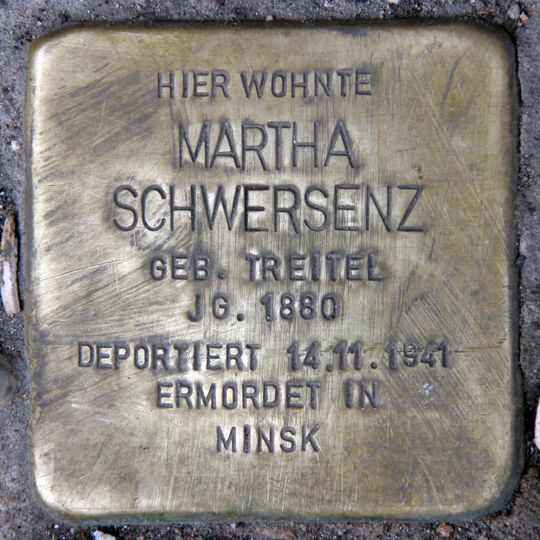 HIER WOHNTE
MARTHA
SCHWERSENZ
GEB. TREITEL
JG. 1880
DEPORTIERT 14.11.1941
ERMORDET IN
MINSK